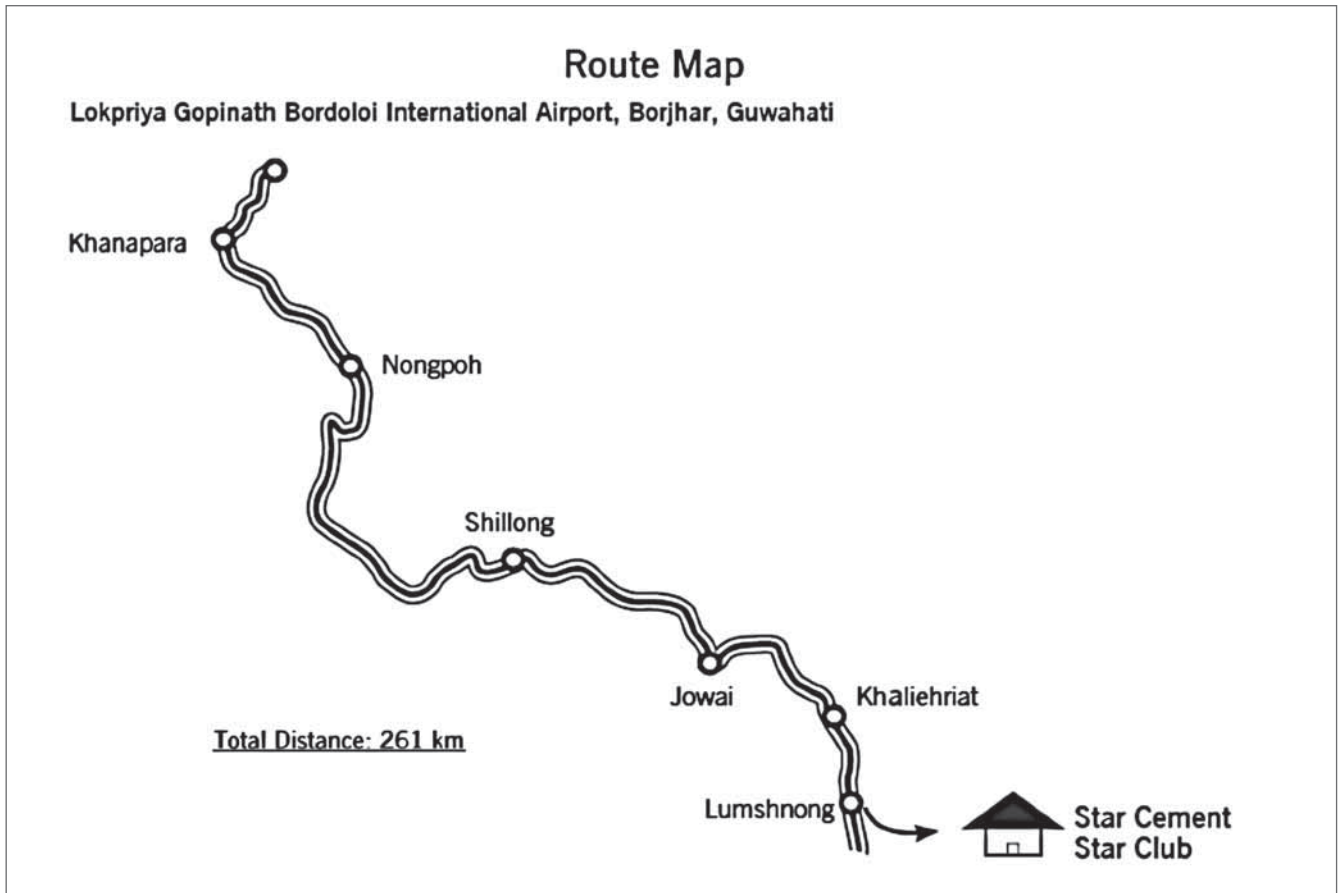 Route Map
Lokpriya Gopinath Bordoloi International Airport, Borjhar, Guwahati
Khanapara
Nongpoh
Shillong
Jowai
Khaliehriat
Total Distance: 261 km
Lumshnong
Star Cement
Star Club